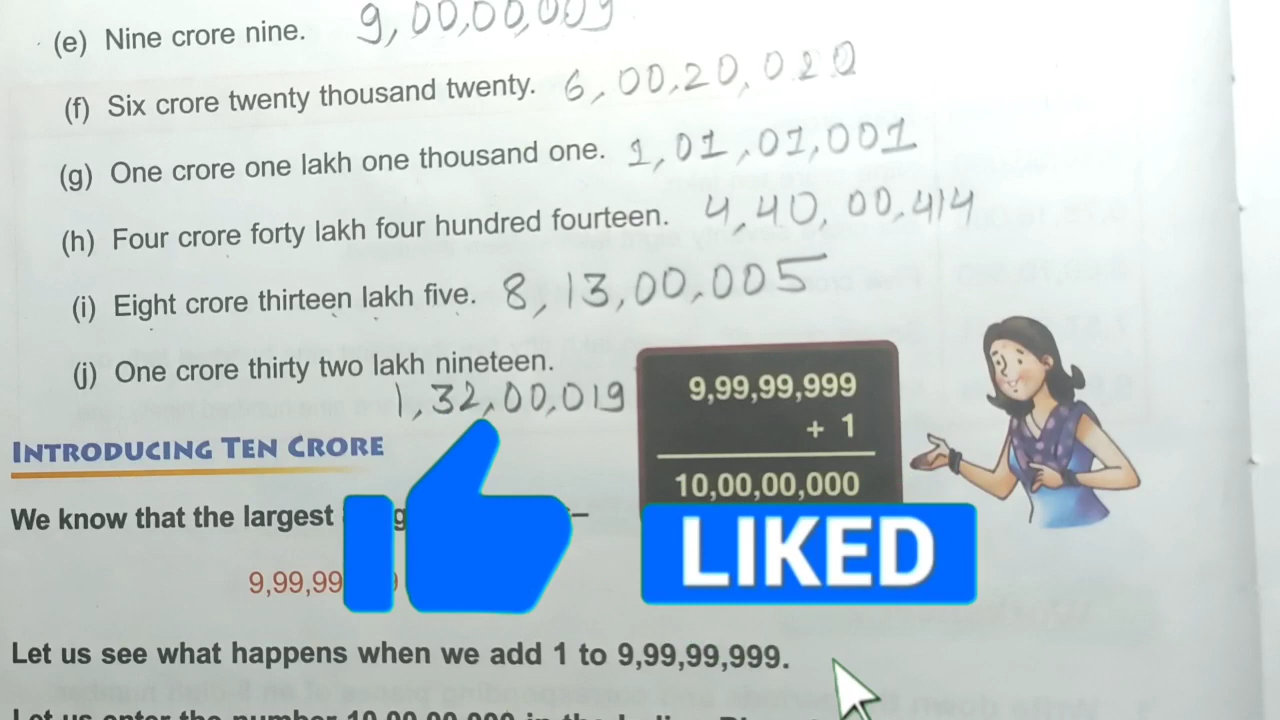 (e) Nine crore nine. 9,00,00,009
(f) Six crore twenty thousand twenty. 6,00,20,020
(g) One crore one lakh one thousand one. 1,01,01,001
(h) Four crore forty lakh four hundred fourteen. 4,40,00,414
(i) Eight crore thirteen lakh five. 8,13,00,005
(j) One crore thirty two lakh nineteen.
1,32,00,019
9,99,99,999
+ 1
10,00,00,000
INTRODUCING TEN CRORE
We know that the largest
9,99,99
LIKED
Let us see what happens when we add 1 to 9,99,99,999.